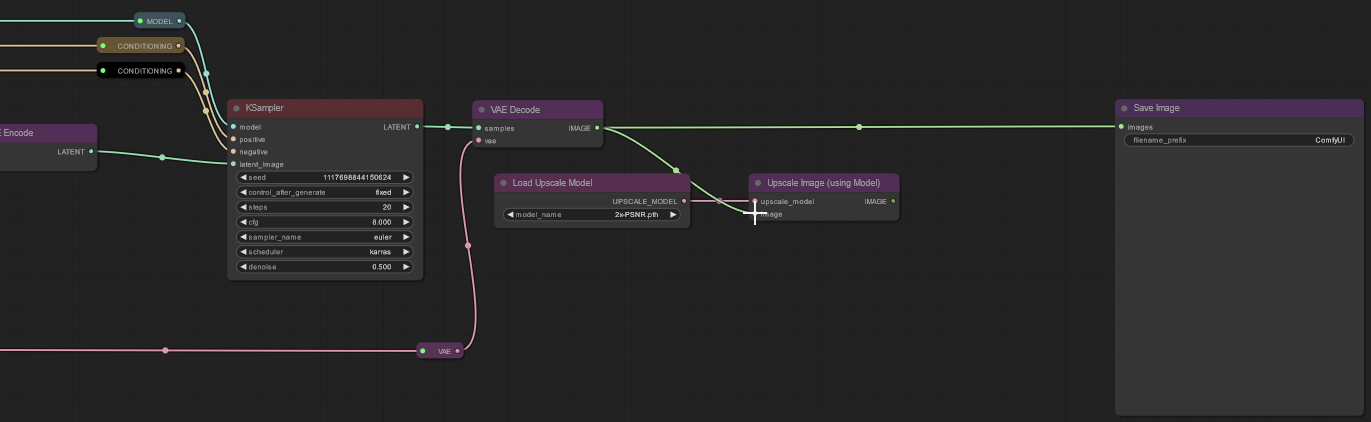 MODEL
CONDITIONING
CONDITIONING
E Encode
LATENT
KSampler
model
LATENT
positive
negative
latent_image
seed 1117698844150624
control_after_generate fixed
steps 20
cfg 8.000
sampler_name euler
scheduler karras
denoise 0.500
VAE Decode
samples IMAGE
vae
Load Upscale Model
UPSCALE_MODEL
model_name 2x-PSNR.pth
Upscale Image (using Model)
upscale_model IMAGE
image
VAE
Save Image
images
filename_prefix ComfyUI